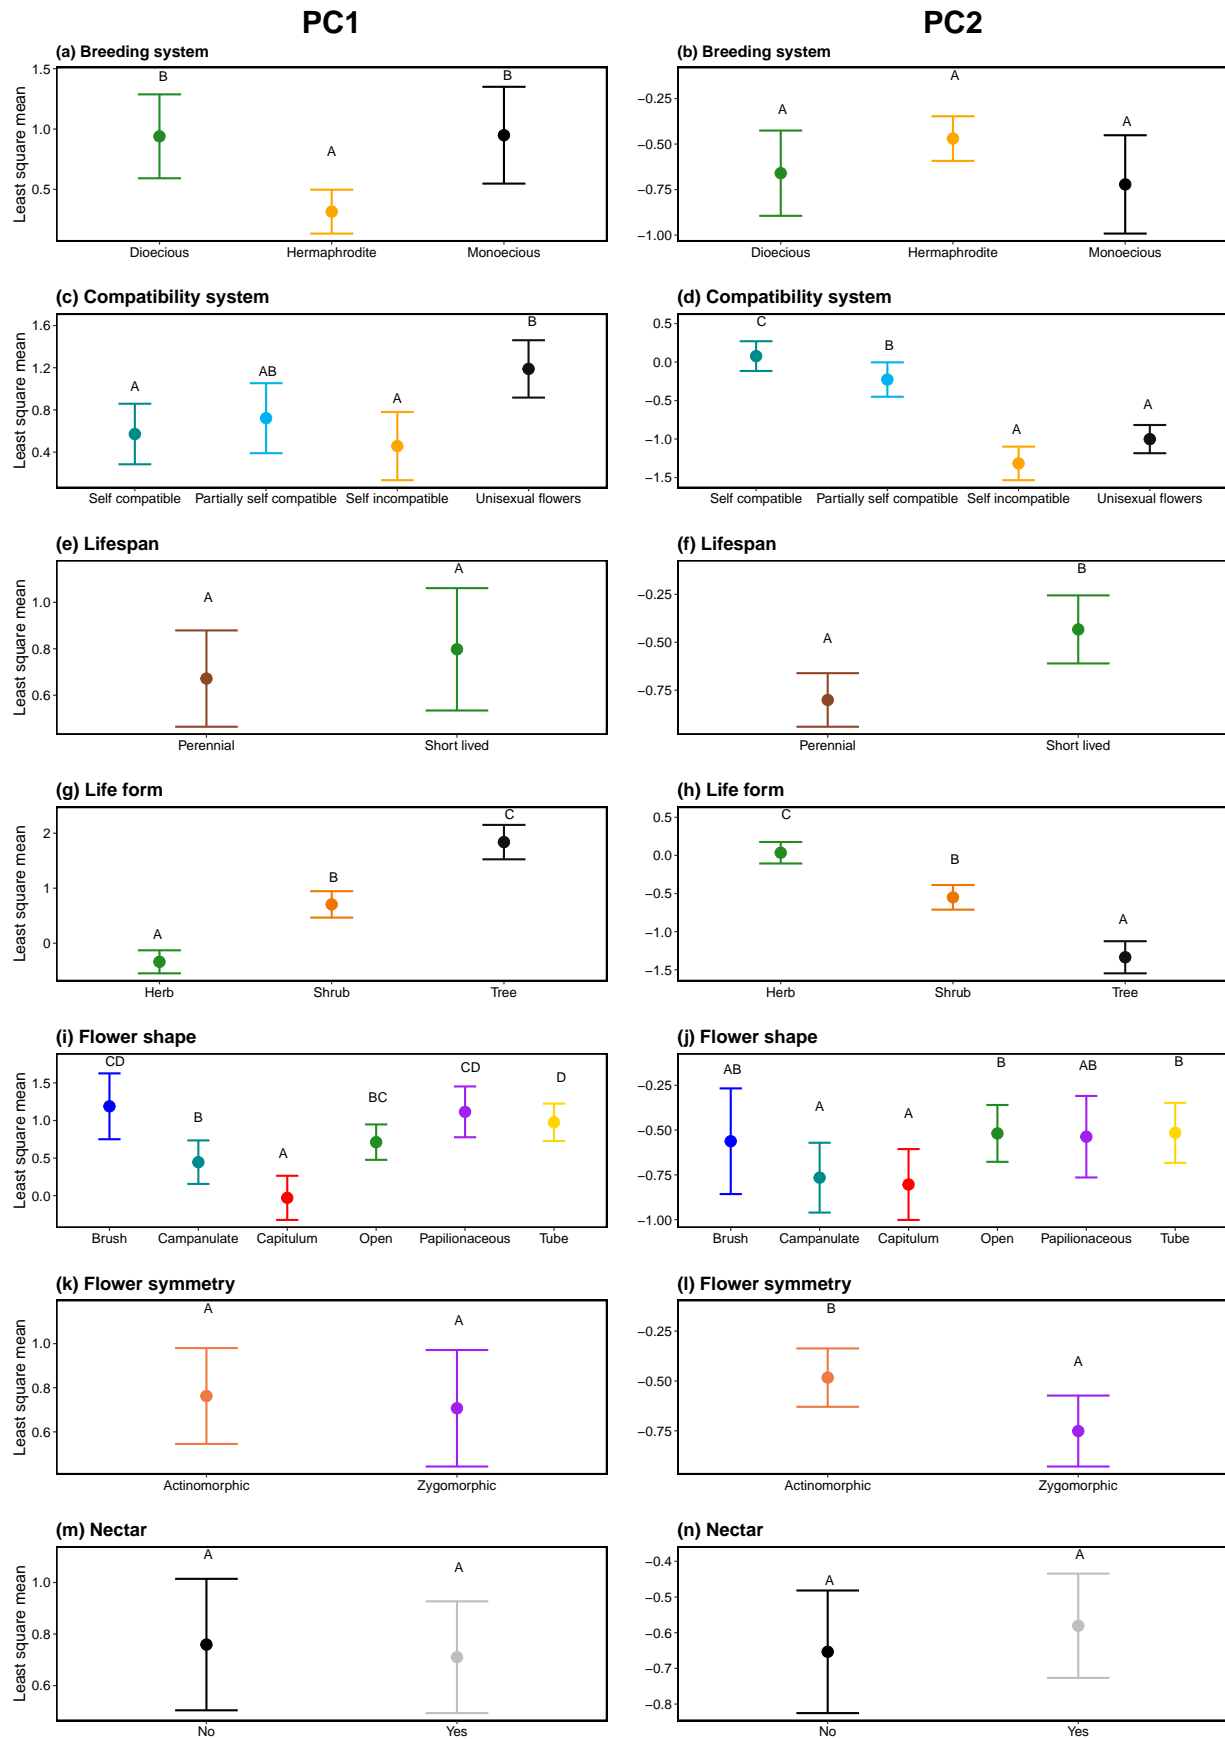 PC1
PC2
(a) Breeding system
(b) Breeding system
Least square mean
1.5
1.0
0.5
B
A
B
Dioecious
Hermaphrodite
Monoecious
−0.25
−0.50
−0.75
−1.00
A
A
A
Dioecious
Hermaphrodite
Monoecious
(c) Compatibility system
(d) Compatibility system
Least square mean
1.6
1.2
0.8
0.4
A
AB
A
B
Self compatible
Partially self compatible
Self incompatible
Unisexual flowers
0.5
0.0
−0.5
−1.0
−1.5
C
B
A
A
Self compatible
Partially self compatible
Self incompatible
Unisexual flowers
(e) Lifespan
(f) Lifespan
Least square mean
1.0
0.8
0.6
A
A
Perennial
Short lived
−0.25
−0.50
−0.75
A
B
Perennial
Short lived
(g) Life form
(h) Life form
Least square mean
2
1
0
A
B
C
Herb
Shrub
Tree
0.5
0.0
−0.5
−1.0
−1.5
C
B
A
Herb
Shrub
Tree
(i) Flower shape
(j) Flower shape
Least square mean
1.5
1.0
0.5
0.0
CD
B
A
BC
CD
D
Brush
Campanulate
Capitulum
Open
Papilionaceous
Tube
−0.25
−0.50
−0.75
−1.00
AB
A
A
B
AB
B
Brush
Campanulate
Capitulum
Open
Papilionaceous
Tube
(k) Flower symmetry
(l) Flower symmetry
Least square mean
1.0
0.8
0.6
A
A
Actinomorphic
Zygomorphic
−0.25
−0.50
−0.75
B
A
Actinomorphic
Zygomorphic
(m) Nectar
(n) Nectar
Least square mean
1.0
0.8
0.6
A
A
No
Yes
−0.4
−0.5
−0.6
−0.7
−0.8
A
A
No
Yes